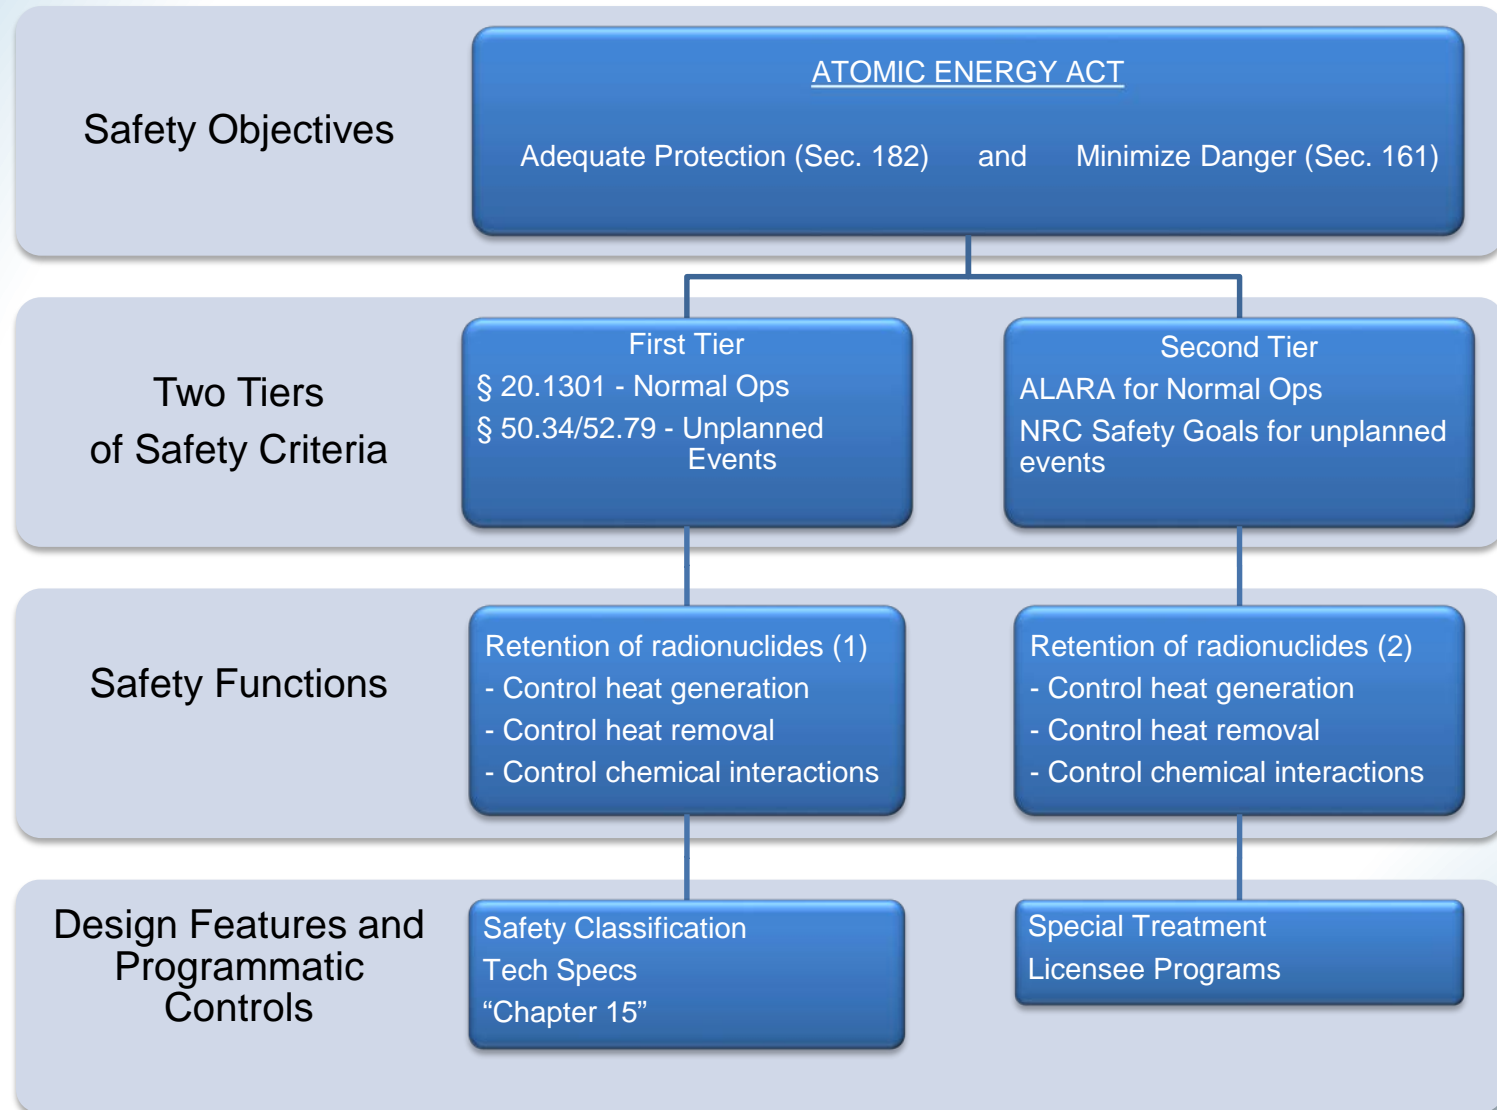 Safety Objectives
ATOMIC ENERGY ACT
Adequate Protection (Sec. 182) and Minimize Danger (Sec. 161)
Two Tiers
of Safety Criteria
First Tier
§ 20.1301 - Normal Ops
§ 50.34/52.79 - Unplanned
Events
Second Tier
ALARA for Normal Ops
NRC Safety Goals for unplanned
events
Safety Functions
Retention of radionuclides (1)
- Control heat generation
- Control heat removal
- Control chemical interactions
Retention of radionuclides (2)
- Control heat generation
- Control heat removal
- Control chemical interactions
Design Features and
Programmatic
Controls
Safety Classification
Tech Specs
“Chapter 15”
Special Treatment
Licensee Programs